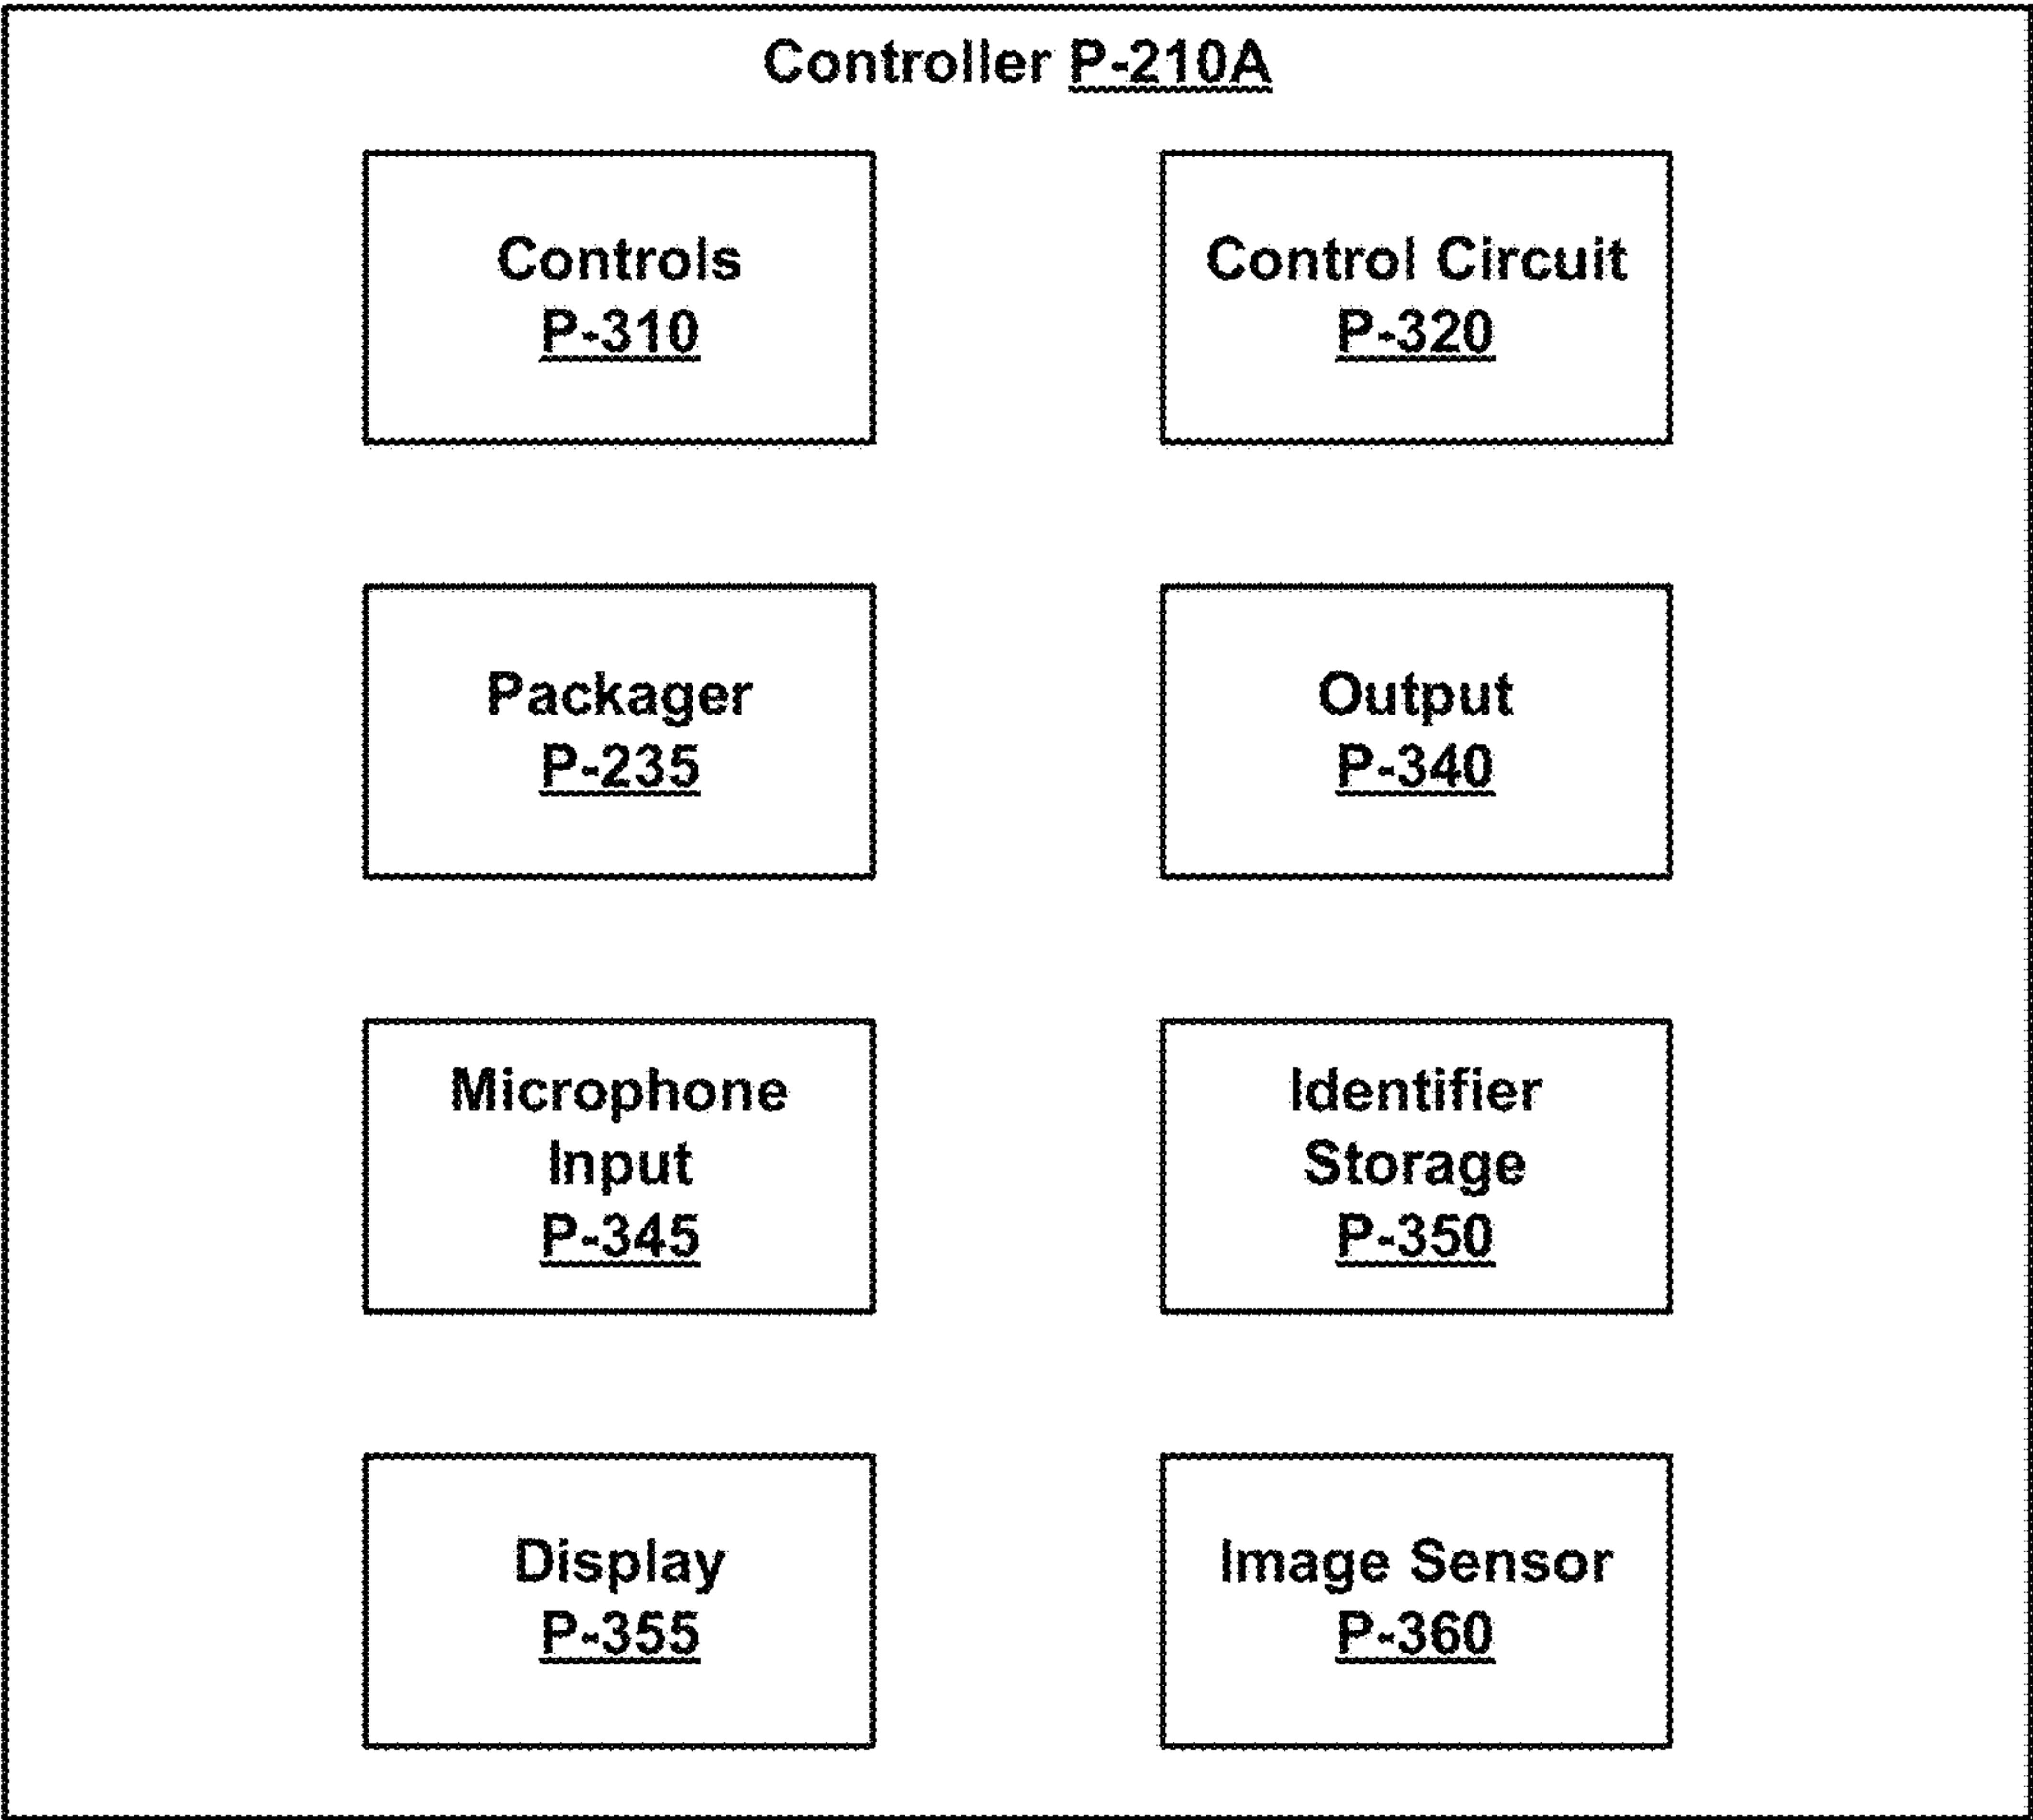 Controller P-210A
Controls
P-310
Control Circuit
P-320
Packager
P-235
Output
P-340
Microphone
Input
P-345
Identifier
Storage
P-350
Display
P-355
Image Sensor
P-360